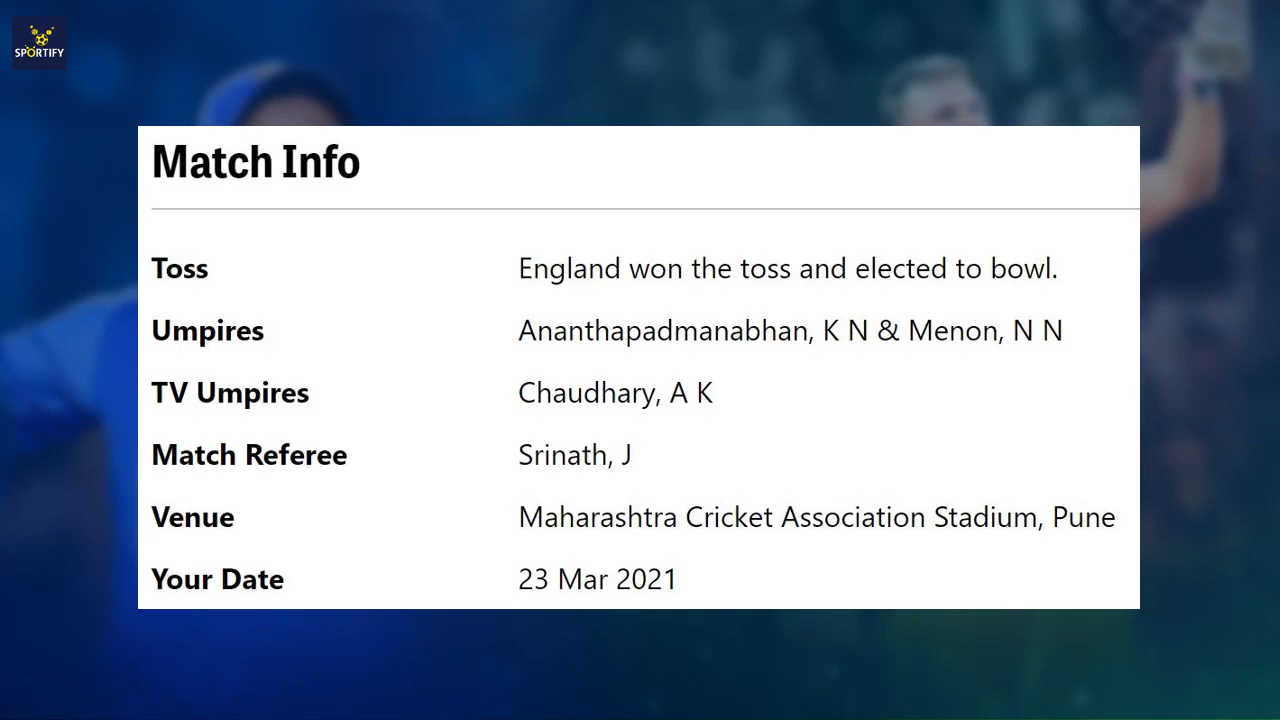 SPORTIFY
Match Info
Toss England won the toss and elected to bowl.
Umpires Ananthapadmanabhan, K N & Menon, N N
TV Umpires Chaudhary, A K
Match Referee Srinath, J
Venue Maharashtra Cricket Association Stadium, Pune
Your Date 23 Mar 2021